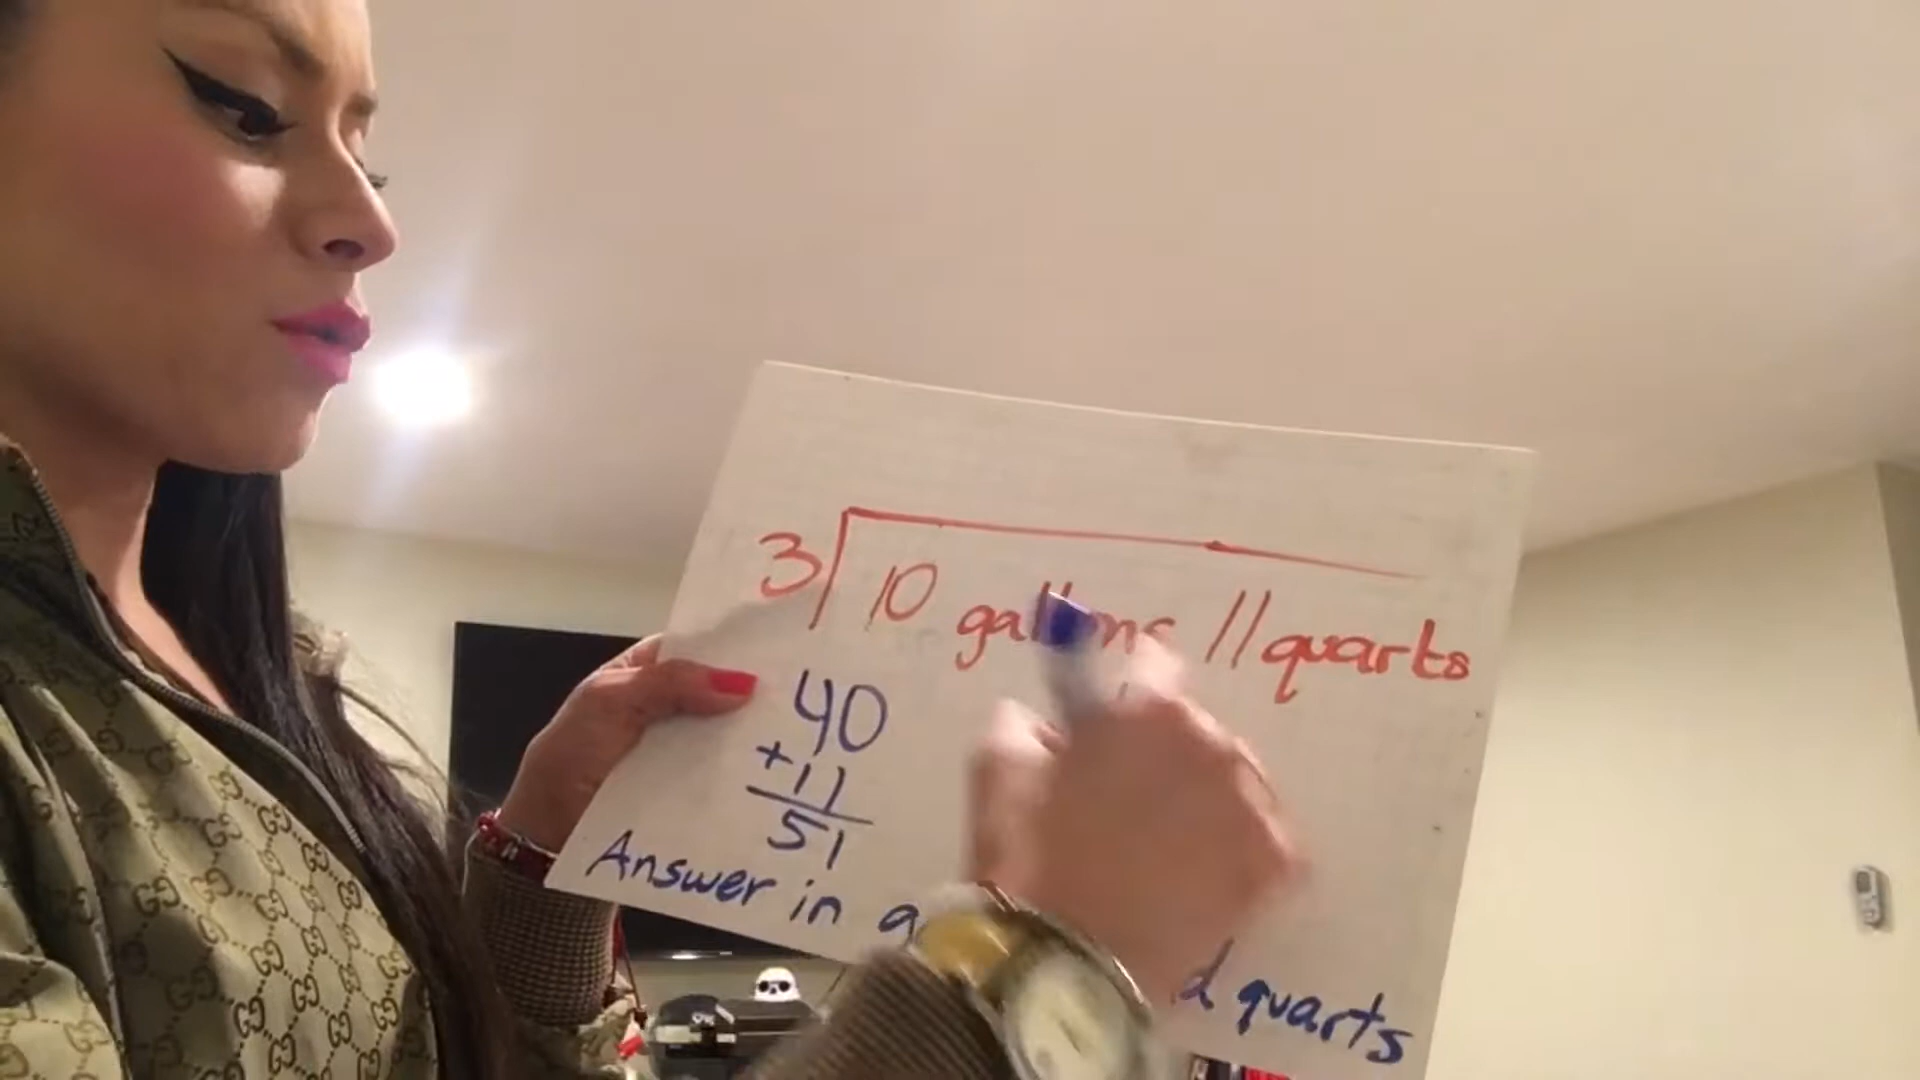 3 10 gallons 11 quarts
40
+ 11
51
Answer in quarts